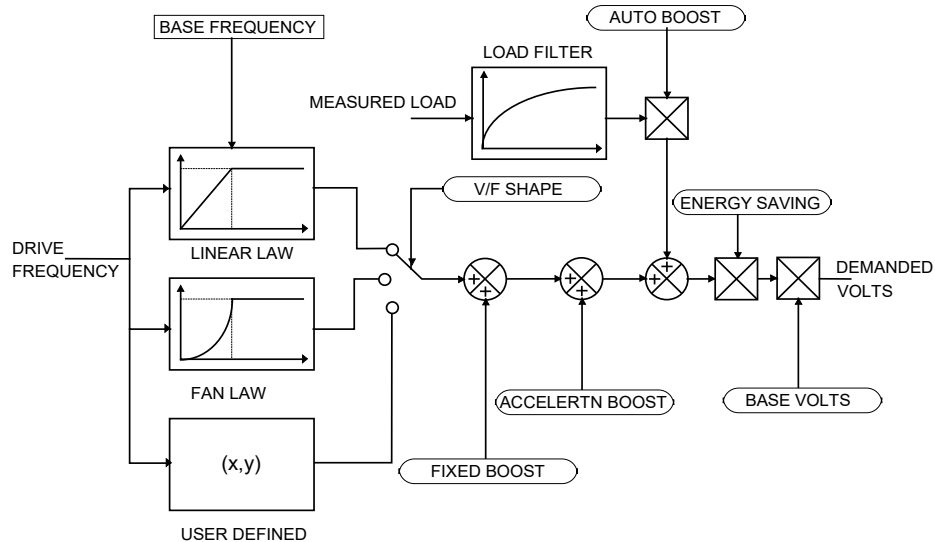 AUTO BOOST
BASE FREQUENCY
LOAD FILTER
MEASURED LOAD
V/F SHAPE
ENERGY SAVING
LINEAR LAW
DRIVE
FREQUENCY
DEMANDED
VOLTS
+
+
+
+
+
+
FAN LAW
ACCELERTN BOOST
BASE VOLTS
(x,y)
FIXED BOOST
USER DEFINED